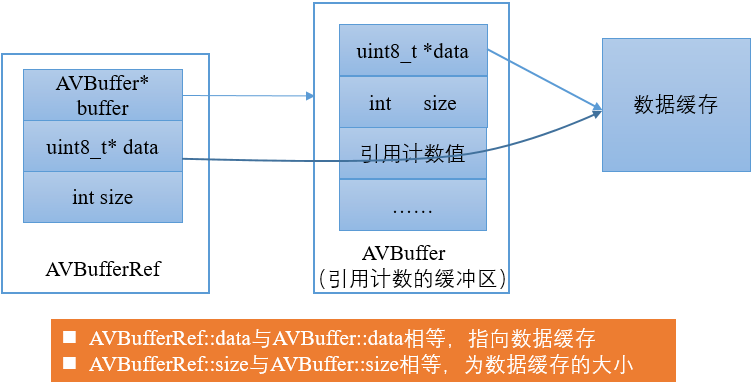 AVBuffer*
buffer
uint8_t* data
int size
AVBufferRef
uint8_t *data
int size
引用计数值
……
AVBuffer
（引用计数的缓冲区）
数据缓存
■ AVBufferRef::data与AVBuffer::data相等，指向数据缓存
■ AVBufferRef::size与AVBuffer::size相等，为数据缓存的大小